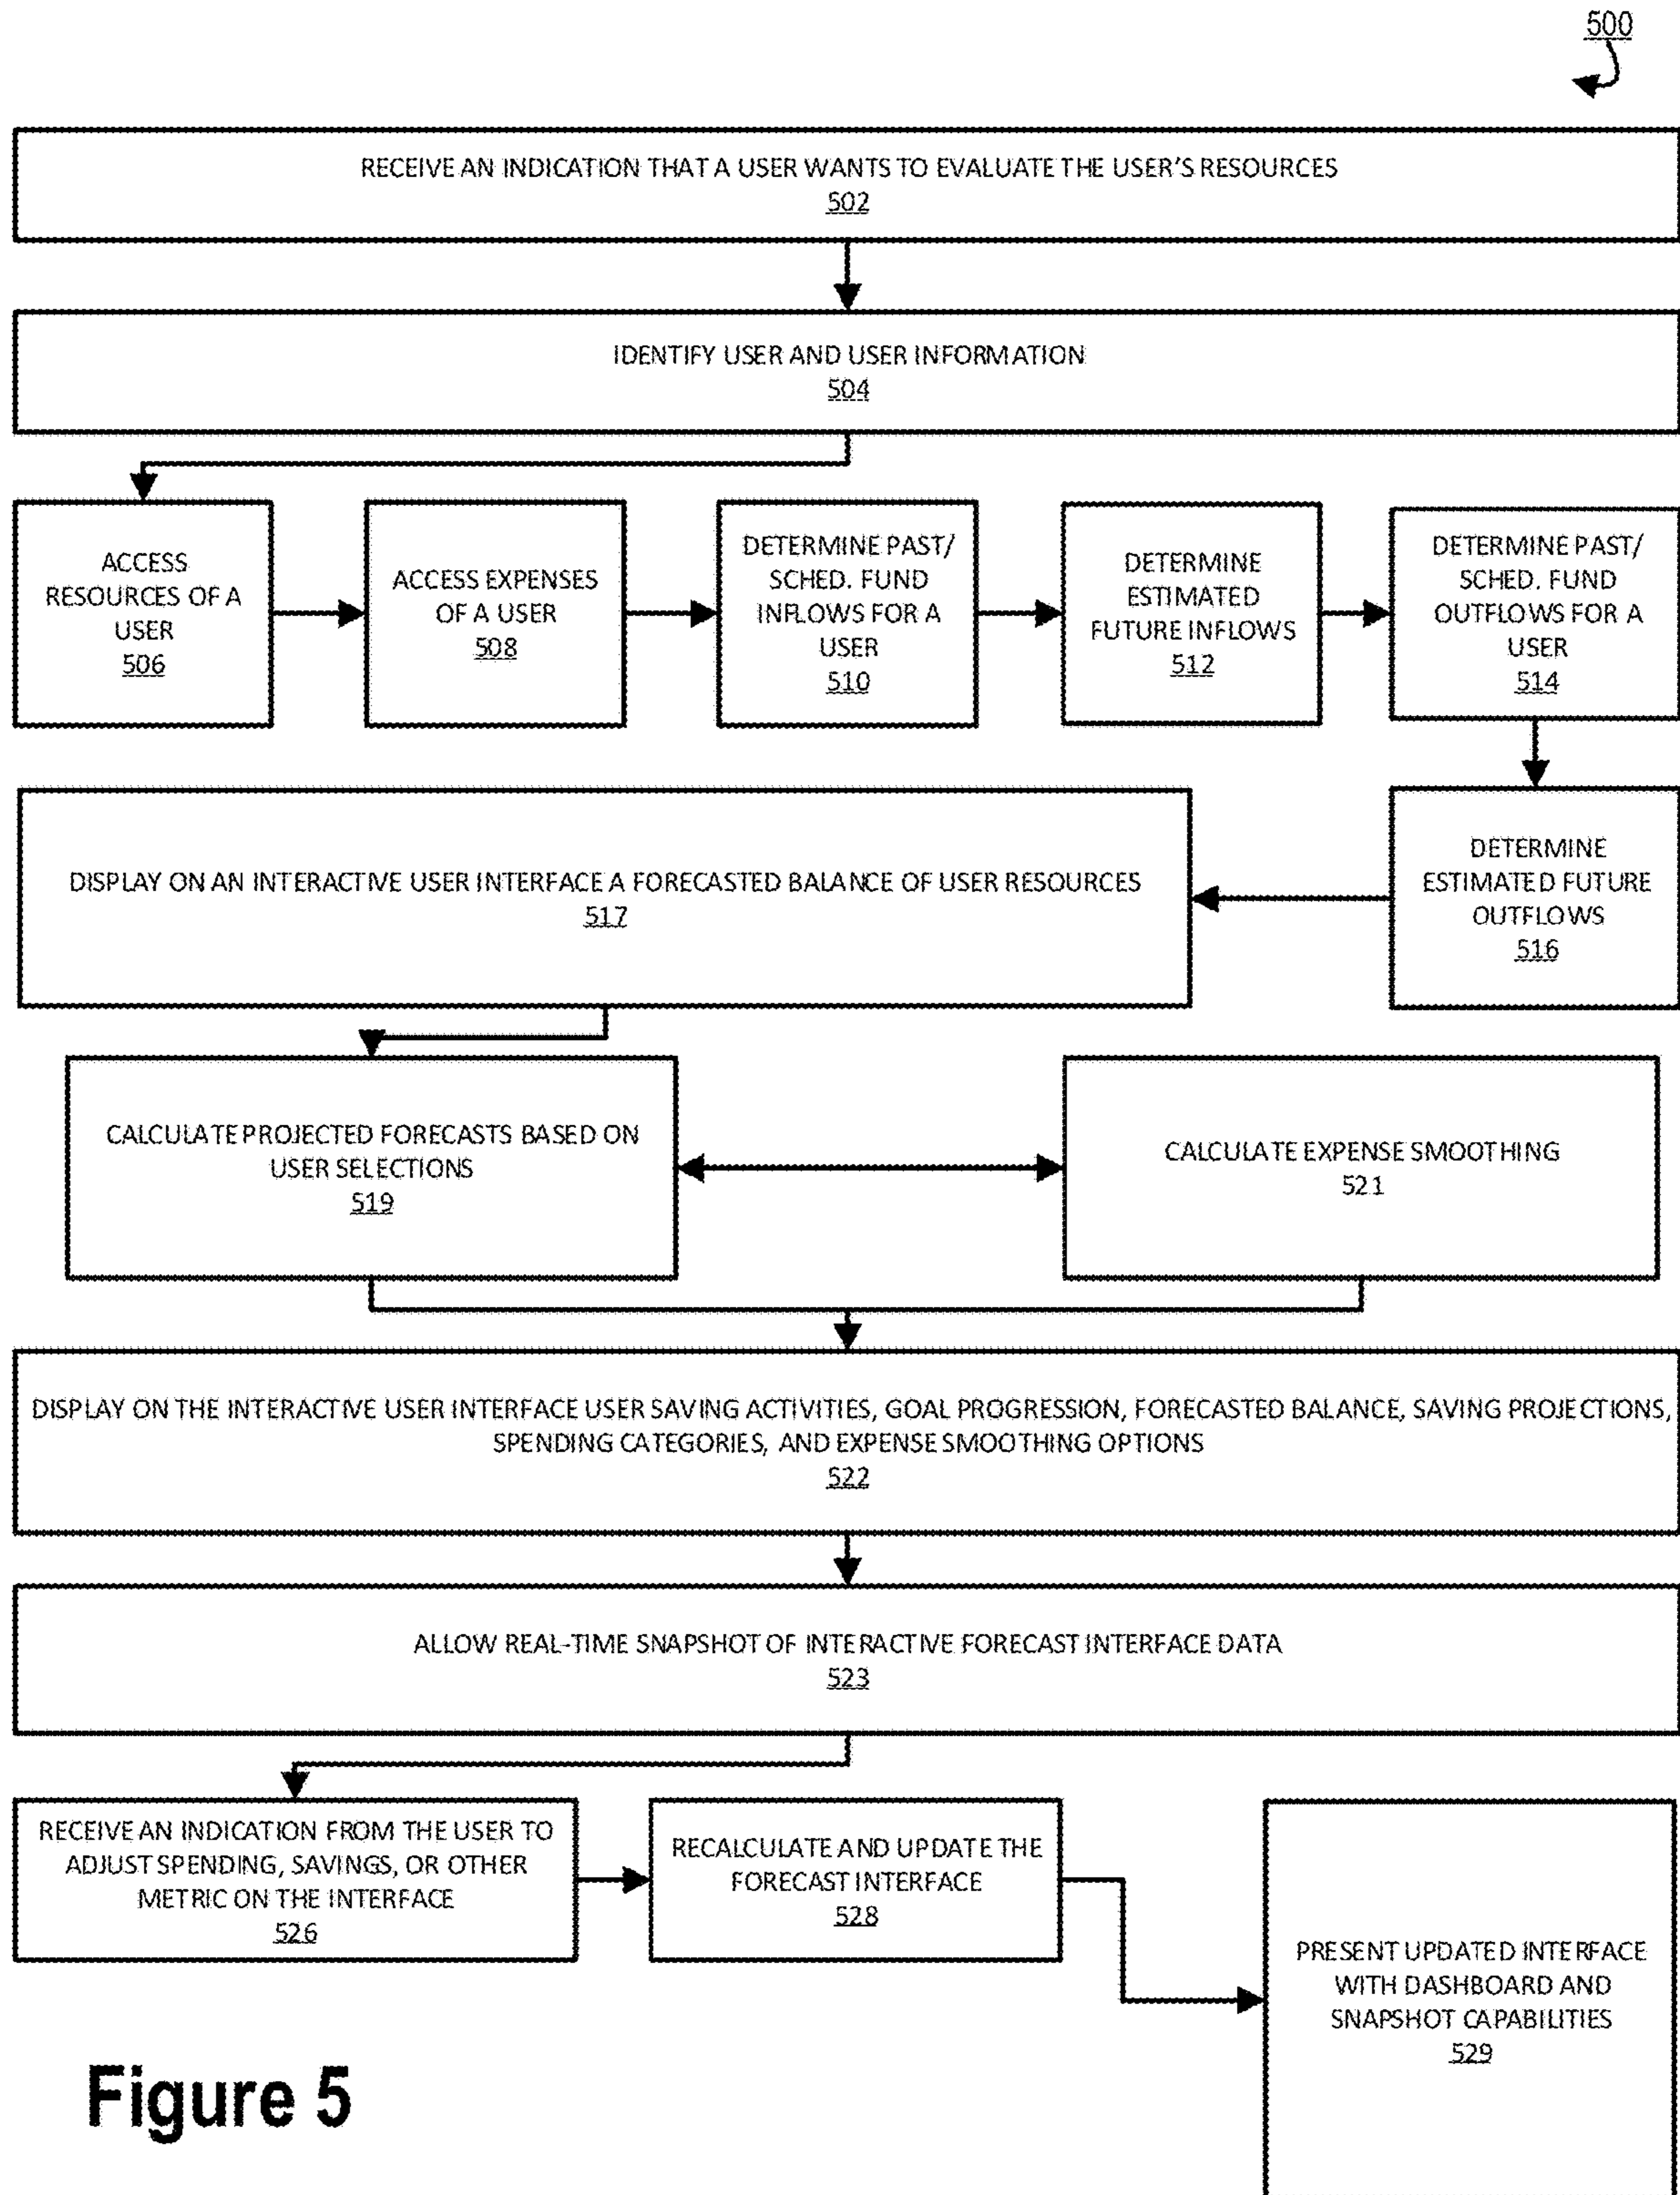 500
RECEIVE AN INDICATION THAT A USER WANTS TO EVALUATE THE USER'S RESOURCES
502
IDENTIFY USER AND USER INFORMATION
504
ACCESS
RESOURCES OF A
USER
506
ACCESS EXPENSES
OF A USER
508
DETERMINE PAST/
SCHED. FUND
INFLOWS FOR A
USER
510
DETERMINE
ESTIMATED
FUTURE INFLOWS
512
DETERMINE PAST/
SCHED. FUND
OUTFLOWS FOR A
USER
514
DETERMINE
ESTIMATED FUTURE
OUTFLOWS
516
DISPLAY ON AN INTERACTIVE USER INTERFACE A FORECASTED BALANCE OF USER RESOURCES
517
CALCULATE PROJECTED FORECASTS BASED ON
USER SELECTIONS
519
CALCULATE EXPENSE SMOOTHING
521
DISPLAY ON THE INTERACTIVE USER INTERFACE USER SAVING ACTIVITIES, GOAL PROGRESSION, FORECASTED BALANCE, SAVING PROJECTIONS,
SPENDING CATEGORIES, AND EXPENSE SMOOTHING OPTIONS
522
ALLOW REAL-TIME SNAPSHOT OF INTERACTIVE FORECAST INTERFACE DATA
523
RECEIVE AN INDICATION FROM THE USER TO
ADJUST SPENDING, SAVINGS, OR OTHER
METRIC ON THE INTERFACE
526
RECALCULATE AND UPDATE THE
FORECAST INTERFACE
528
PRESENT UPDATED INTERFACE
WITH DASHBOARD AND
SNAPSHOT CAPABILITIES
529
Figure 5